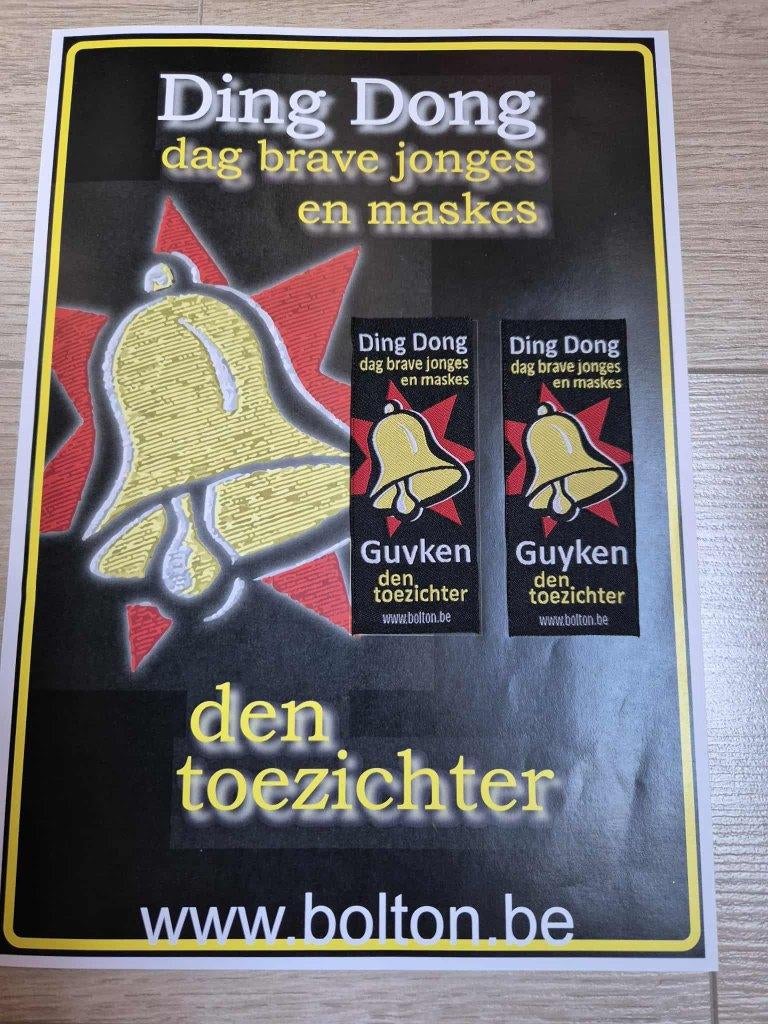 Ding Dong
dag brave jonges
en maskes
Ding Dong
dag brave jonges
en maskes
Guvken
den
toezichter
www.bolton.be
Ding Dong
dag brave jonges
en maskes
Guyken
den
toezichter
www.bolton.be
den
toezichter
www.bolton.be